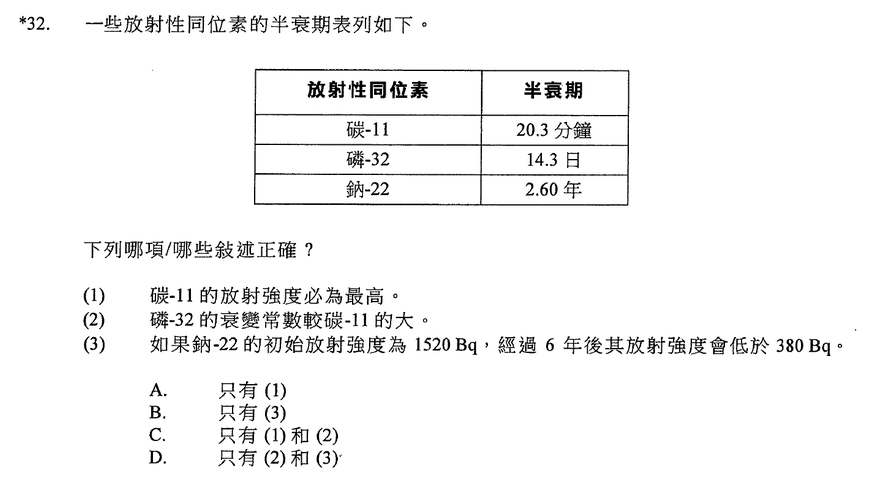 *32. 一些放射性同位素的半衰期表列如下。
放射性同位素 半衰期
碳-11 20.3 分鐘
磷-32 14.3 日
鈉-22 2.60 年
下列哪項/哪些敍述正確？
(1) 碳-11 的放射強度必為最高。
(2) 磷-32 的衰變常數較碳-11 的大。
(3) 如果鈉-22 的初始放射強度為 1520 Bq，經過 6 年後其放射強度會低於 380 Bq。
A. 只有 (1)
B. 只有 (3)
C. 只有 (1) 和 (2)
D. 只有 (2) 和 (3)